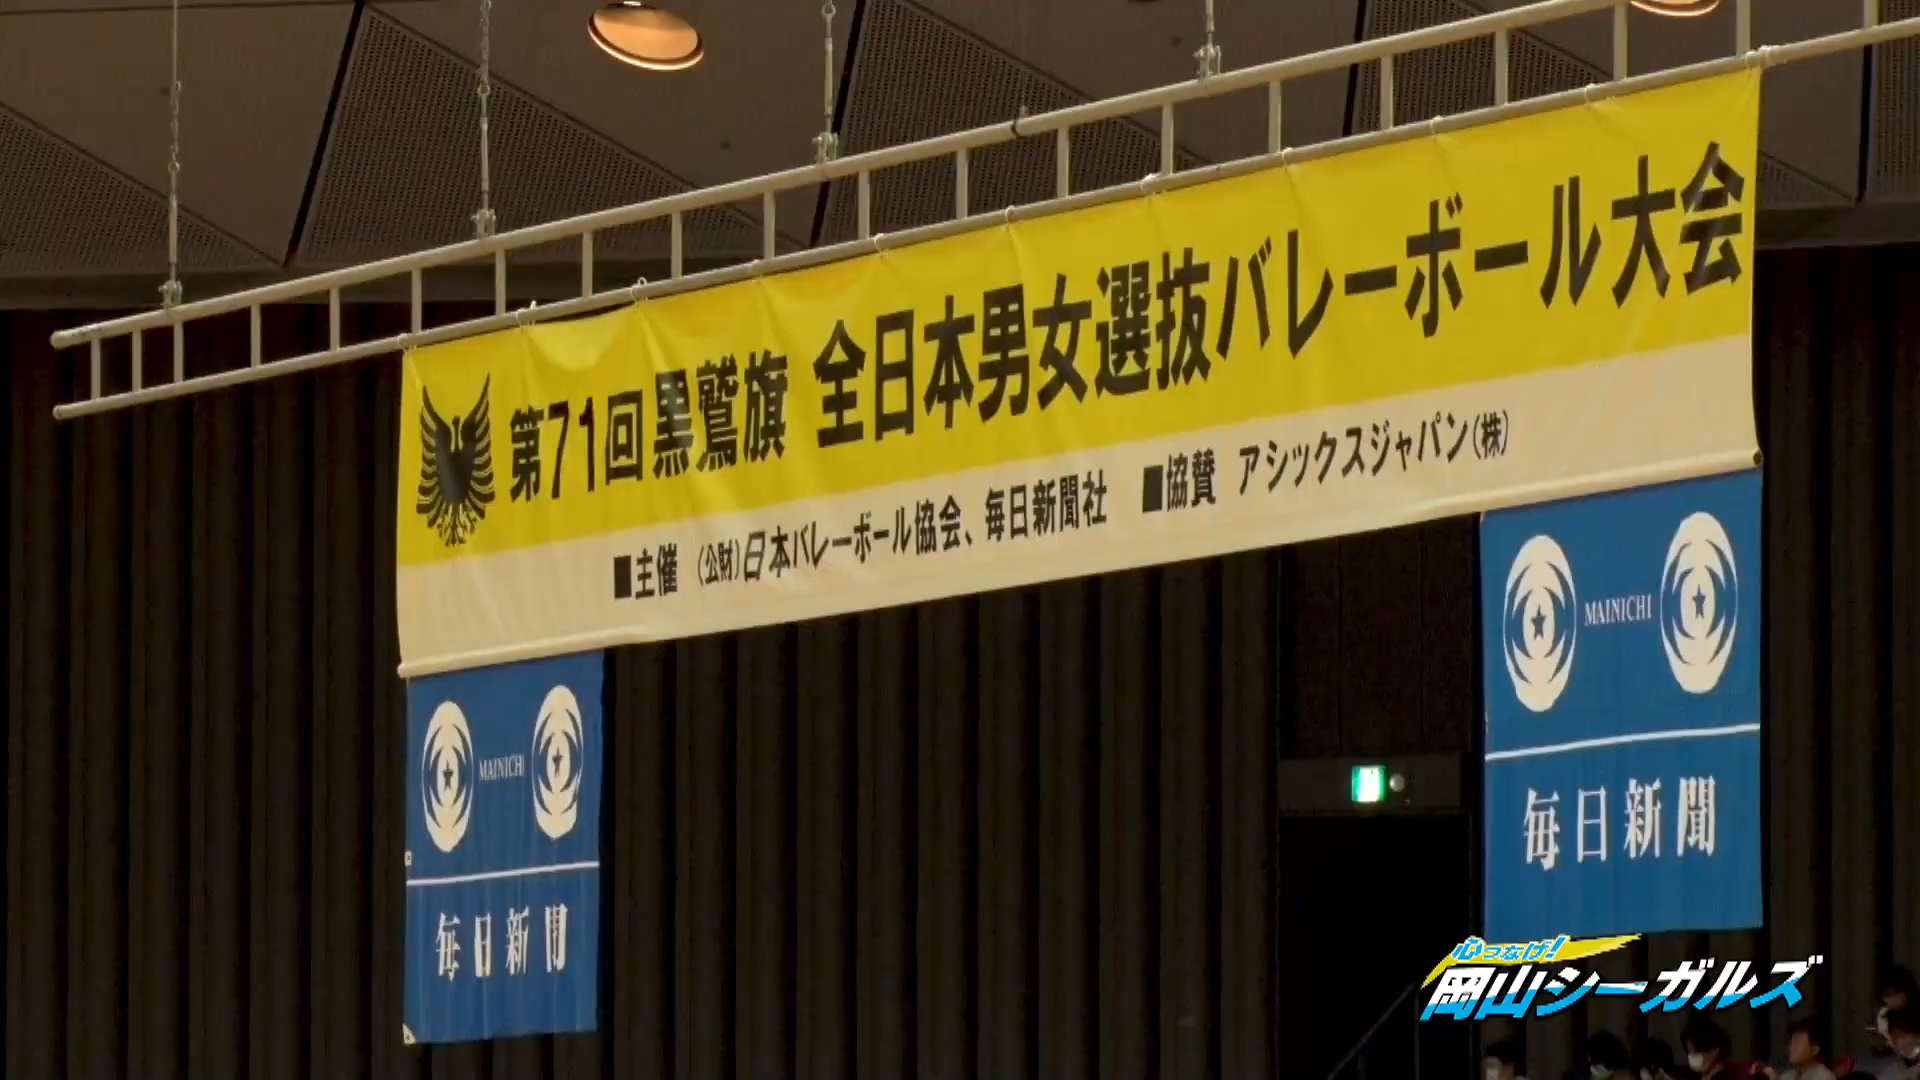 第71回 黒鷲旗 全日本男女選抜バレーボール大会
■主催 (公財)日本バレーボール協会、毎日新聞社 ■協賛 アシックスジャパン(株)
MAINICHI
毎日新聞
MAINICHI
毎日新聞
心つなげ!
岡山シーガルズ